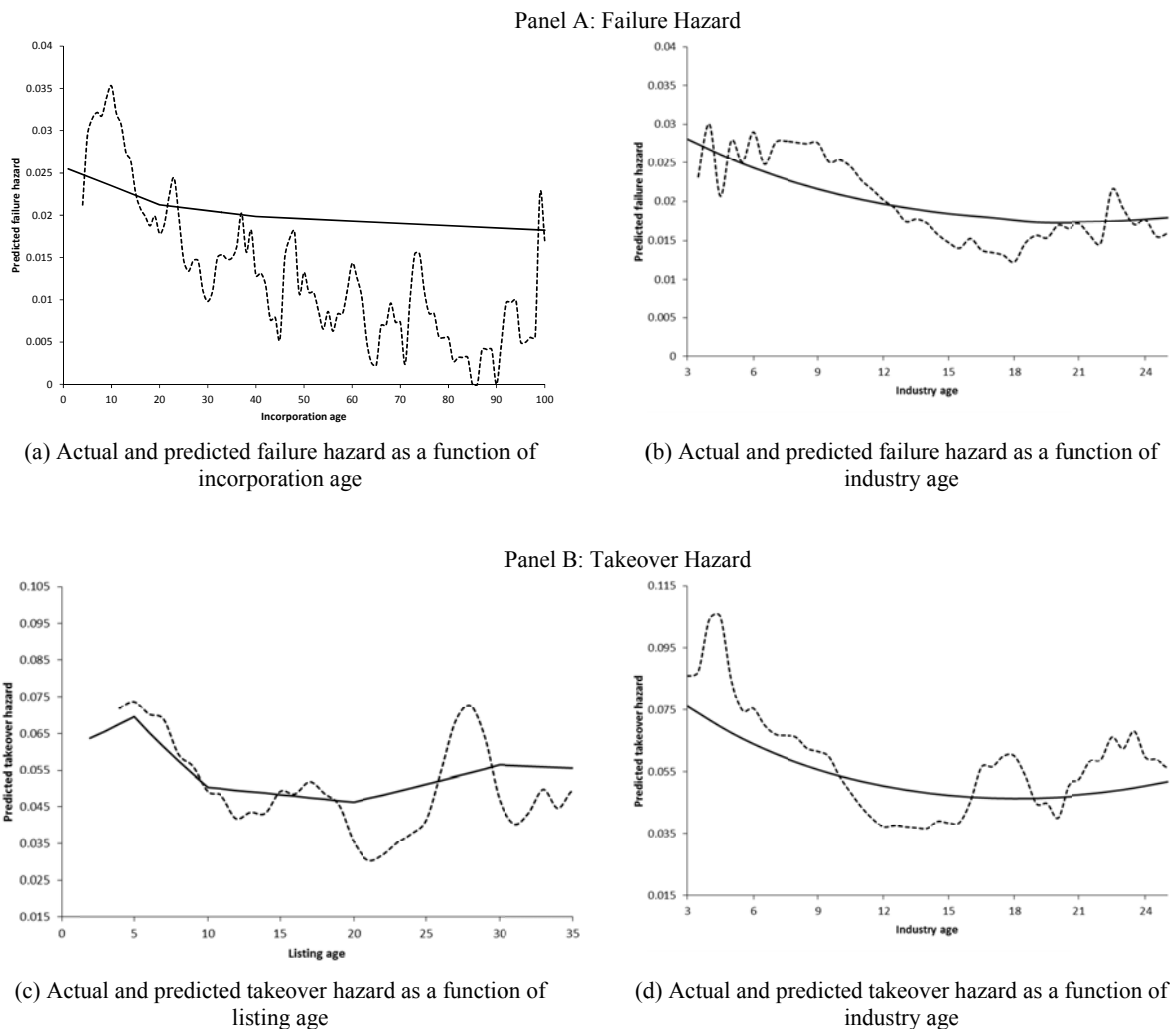 Panel A: Failure Hazard
Predicted failure hazard
0.04
0.035
0.03
0.025
0.02
0.015
0.01
0.005
0
0 10 20 30 40 50 60 70 80 90 100
Incorporation age
(a) Actual and predicted failure hazard as a function of
incorporation age
Predicted failure hazard
0.04
0.035
0.03
0.025
0.02
0.015
0.01
0.005
0
3 6 9 12 15 18 21 24
Industry age
(b) Actual and predicted failure hazard as a function of
industry age
Panel B: Takeover Hazard
Predicted takeover hazard
0.105
0.095
0.085
0.075
0.065
0.055
0.045
0.035
0.025
0.015
0 5 10 15 20 25 30 35
Listing age
(c) Actual and predicted takeover hazard as a function of
listing age
Predicted takeover hazard
0.115
0.095
0.075
0.055
0.035
0.015
3 6 9 12 15 18 21 24
Industry age
(d) Actual and predicted takeover hazard as a function of
industry age